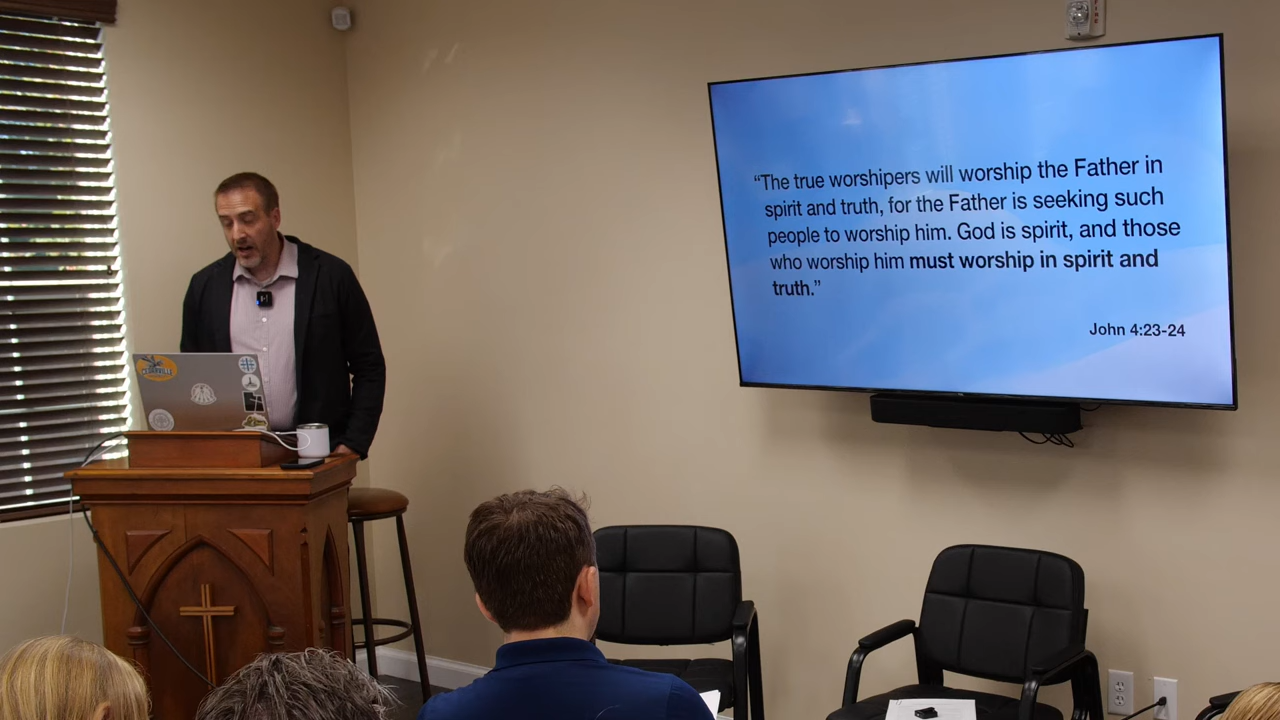 “The true worshipers will worship the Father in
spirit and truth, for the Father is seeking such
people to worship him. God is spirit, and those
who worship him must worship in spirit and
truth.”
John 4:23-24
CEDARVILLE
FIRE